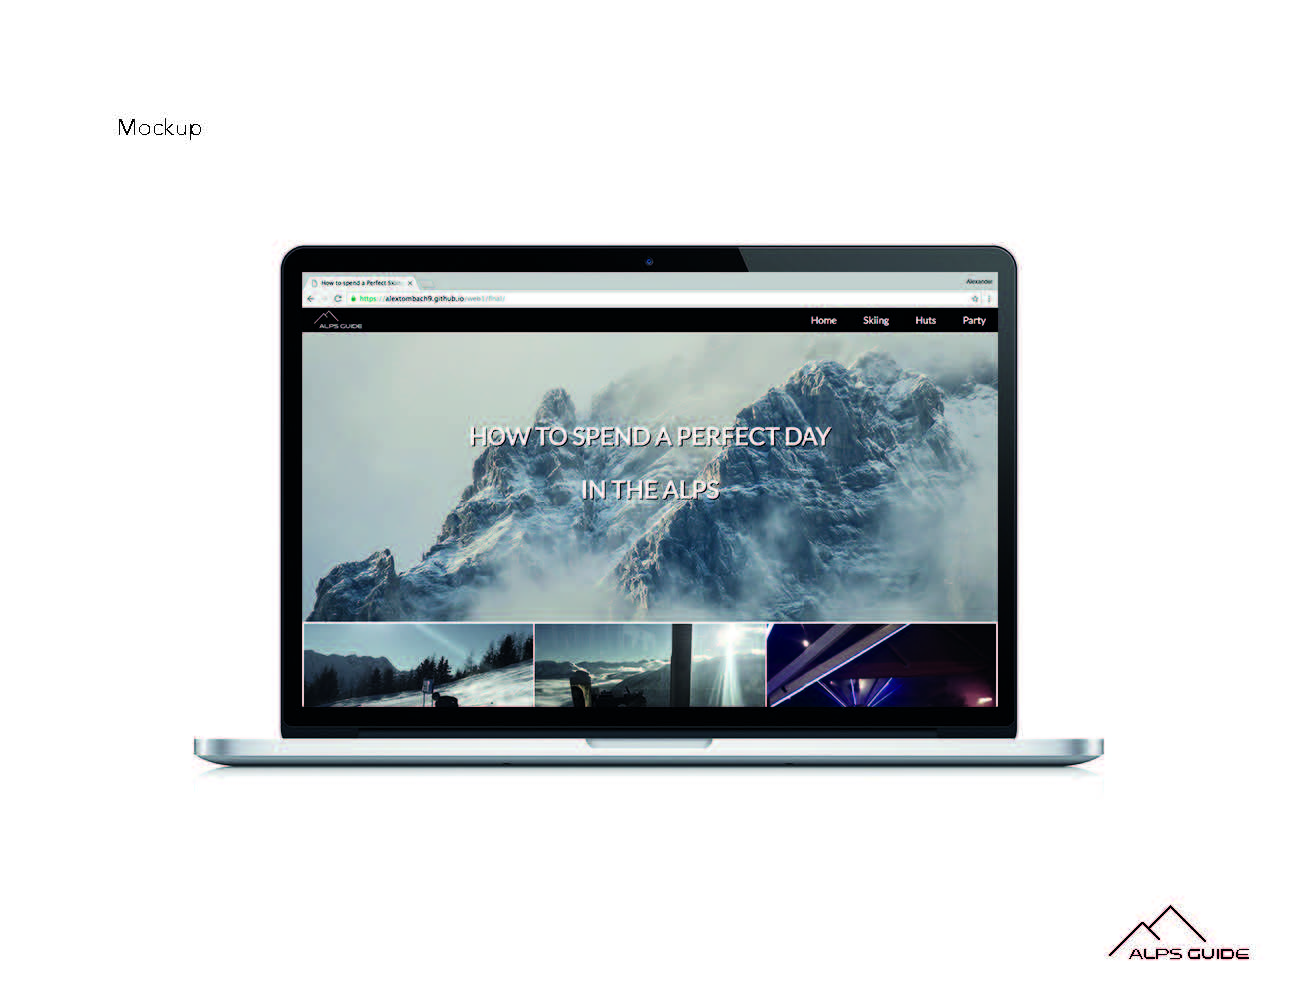 Mockup
How to spend a Perfect Skiin
Alexander
https://alextombach9.github.io/web1/final/
ALPS GUIDE
Home Skiing Huts Party
HOW TO SPEND A PERFECT DAY
IN THE ALPS
ALPS GUIDE